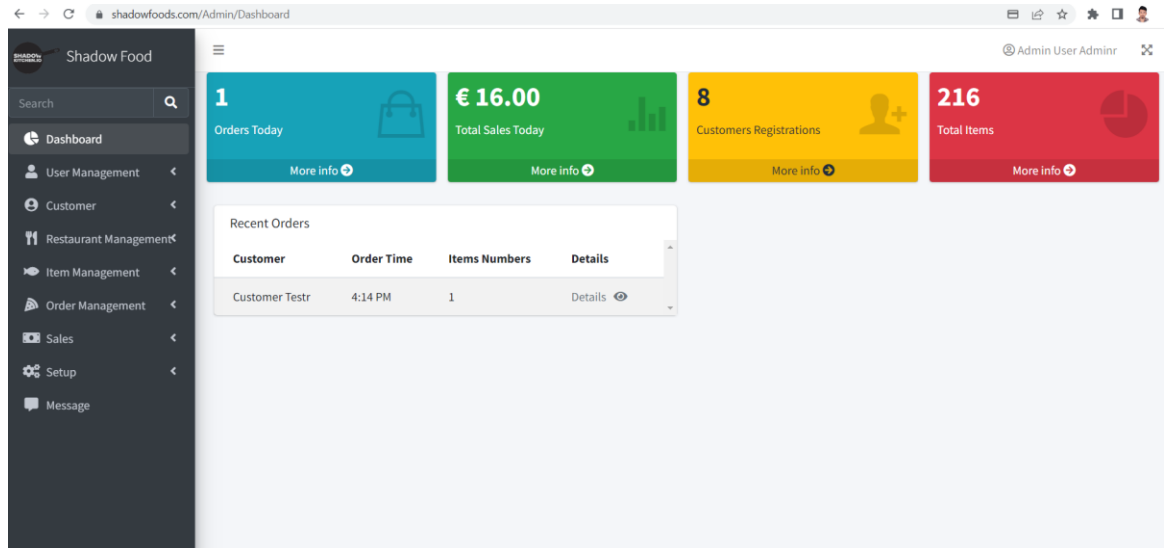 shadowfoods.com/Admin/Dashboard
SHADOW
KITCHEN.IO
Shadow Food
Admin User Adminr
Search
Dashboard
User Management
Customer
Restaurant Management
Item Management
Order Management
Sales
Setup
Message
1
Orders Today
More info
€ 16.00
Total Sales Today
More info
8
Customers Registrations
More info
216
Total Items
More info
Recent Orders
Customer Order Time Items Numbers Details
Customer Testr 4:14 PM 1 Details